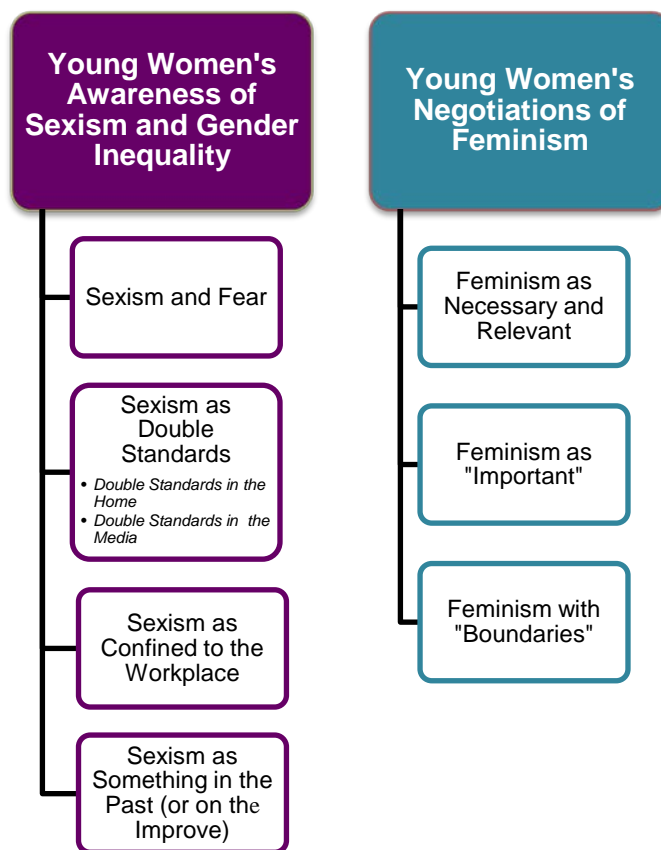 Young Women's
Awareness of
Sexism and Gender
Inequality
Sexism and Fear
Sexism as
Double
Standards
• Double Standards in the
Home
• Double Standards in the
Media
Sexism as
Confined to the
Workplace
Sexism as
Something in the
Past (or on the
Improve)
Young Women's
Negotiations of
Feminism
Feminism as
Necessary and
Relevant
Feminism as
"Important"
Feminism with
"Boundaries"